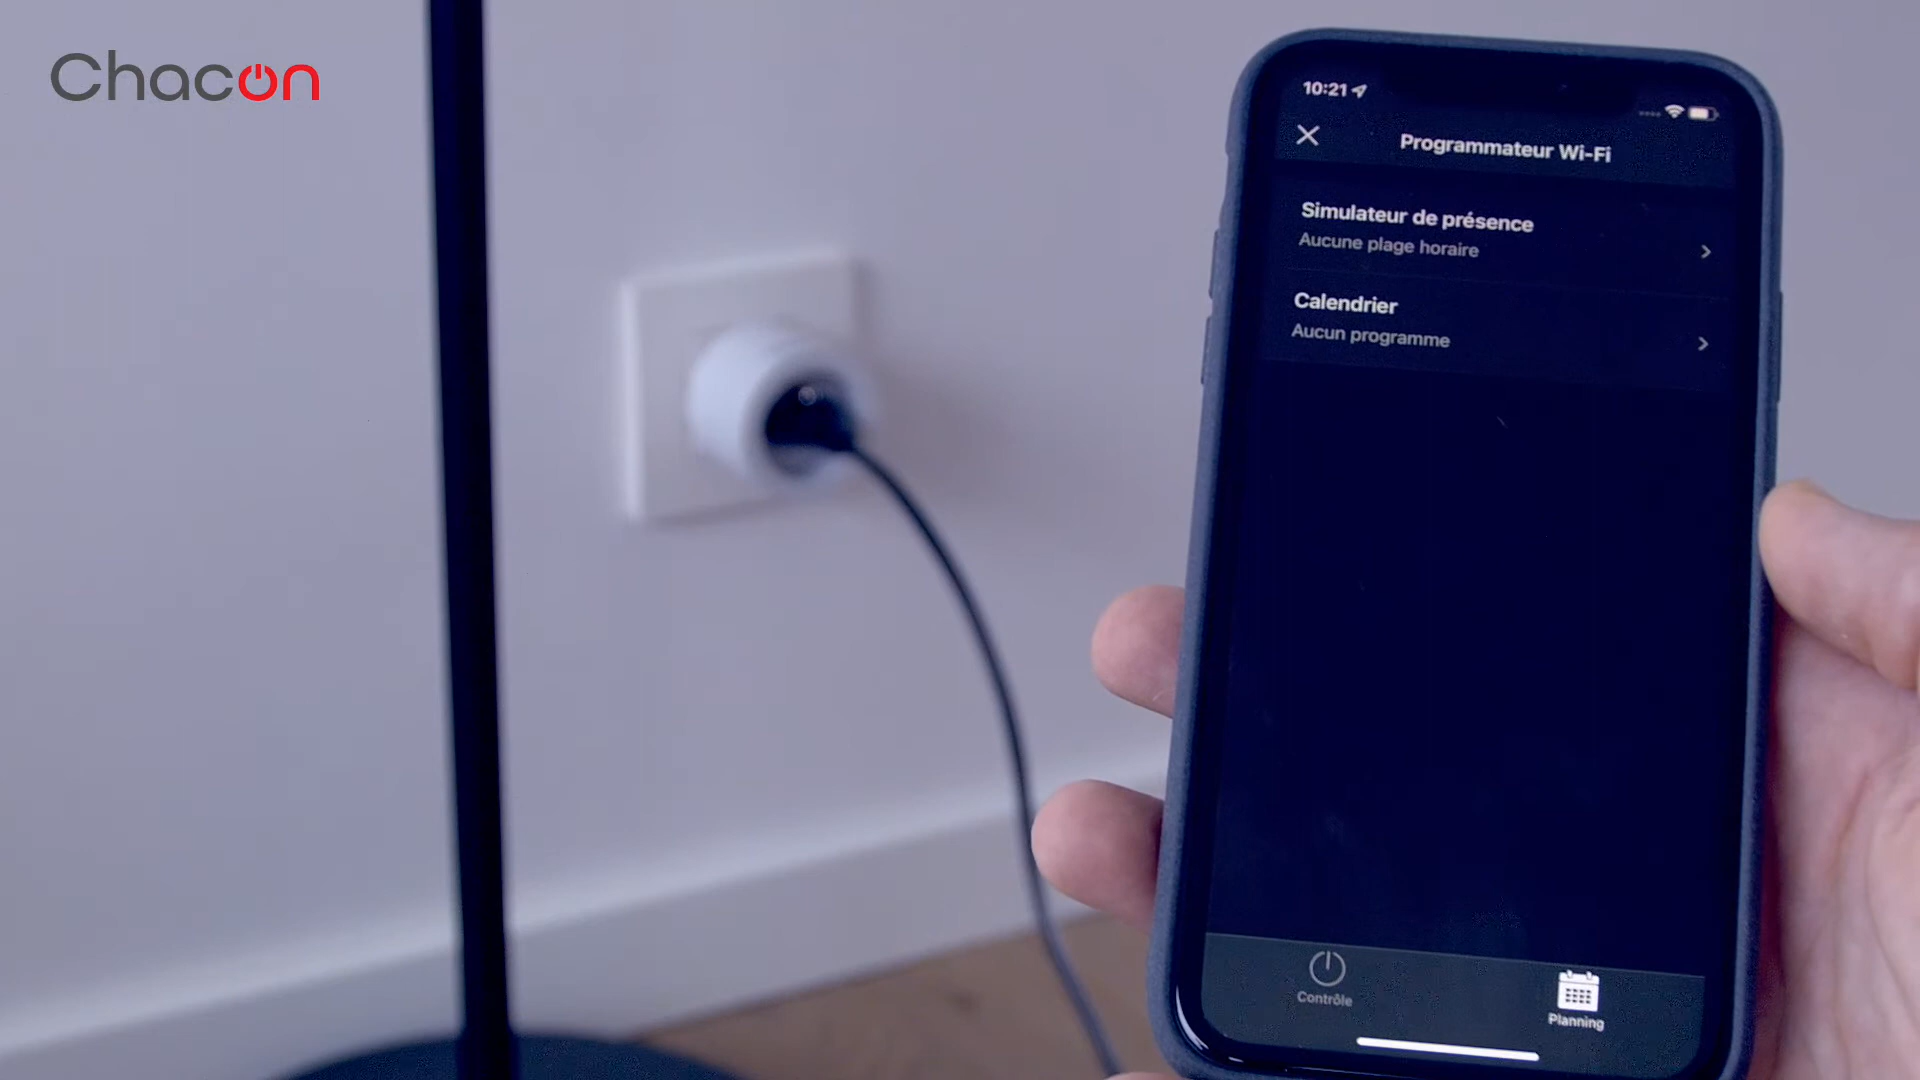 Chacon
10:21
Programmateur Wi-Fi
Simulateur de présence
Aucune plage horaire
Calendrier
Aucun programme
Contrôle
Planning